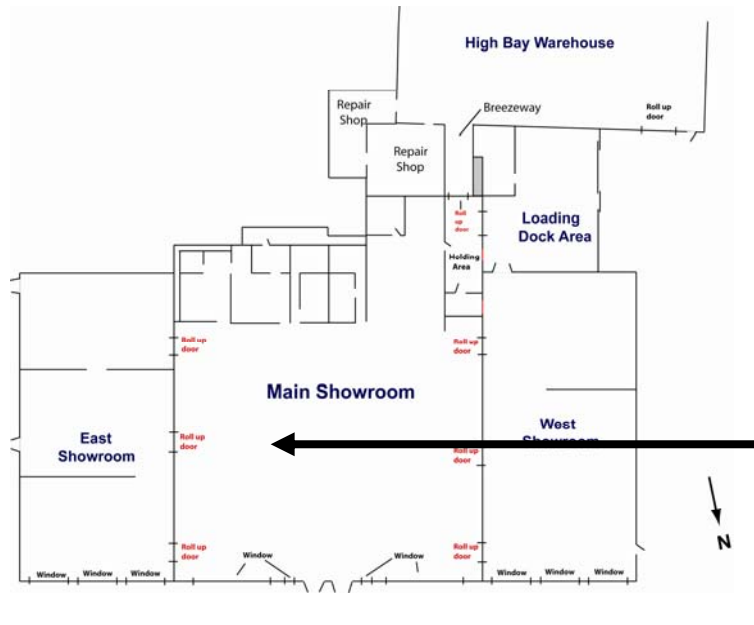 High Bay Warehouse
Repair
Shop
Breezeway
Roll up
door
Repair
Shop
Roll
up
door
Loading
Dock Area
Holding
Area
Roll up
door
Roll up
door
Main Showroom
East
Showroom
Roll up
door
West
Showroom
Roll up
door
N
Roll up
door
Roll up
door
Window
Window
Window
Window
Window
Window
Window
Window